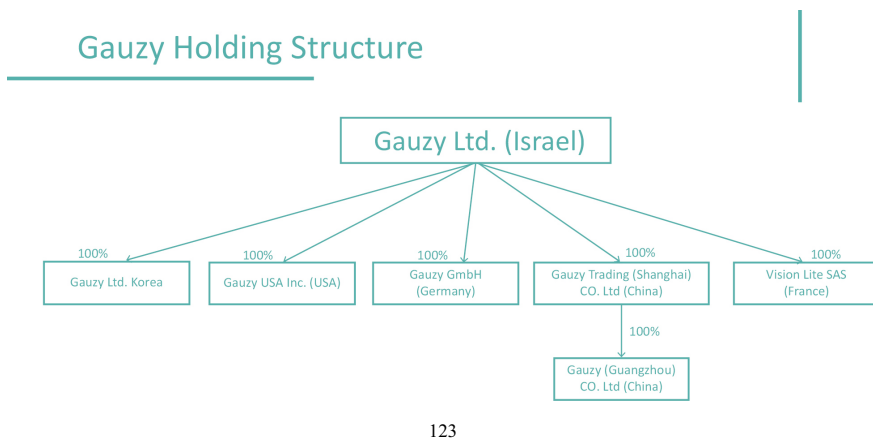 Gauzy Holding Structure
Gauzy Ltd. (Israel)
100%
100%
100%
100%
100%
Gauzy Ltd. Korea
Gauzy USA Inc. (USA)
Gauzy GmbH
(Germany)
Gauzy Trading (Shanghai)
CO. Ltd (China)
Vision Lite SAS
(France)
100%
Gauzy (Guangzhou)
CO. Ltd (China)
123